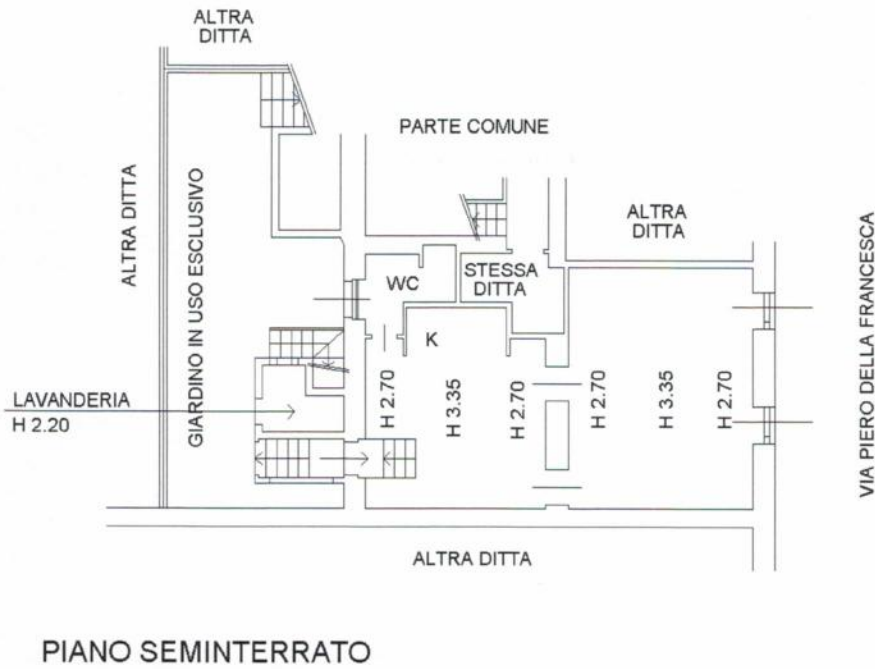 ALTRA
DITTA
PARTE COMUNE
ALTRA DITTA
GIARDINO IN USO ESCLUSIVO
ALTRA
DITTA
VIA PIERO DELLA FRANCESCA
WC
STESSA
DITTA
K
LAVANDERIA
H 2.20
H 2.70
H 3.35
H 2.70
H 2.70
H 3.35
H 2.70
ALTRA DITTA
PIANO SEMINTERRATO